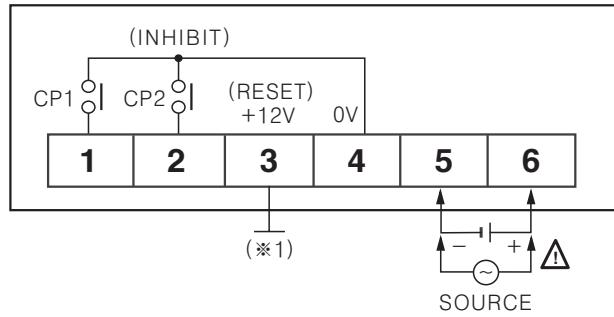 (INHIBIT)
CP1 CP2 (RESET)
+12V 0V
1 2 3 4 5 6
(※1) − +
SOURCE